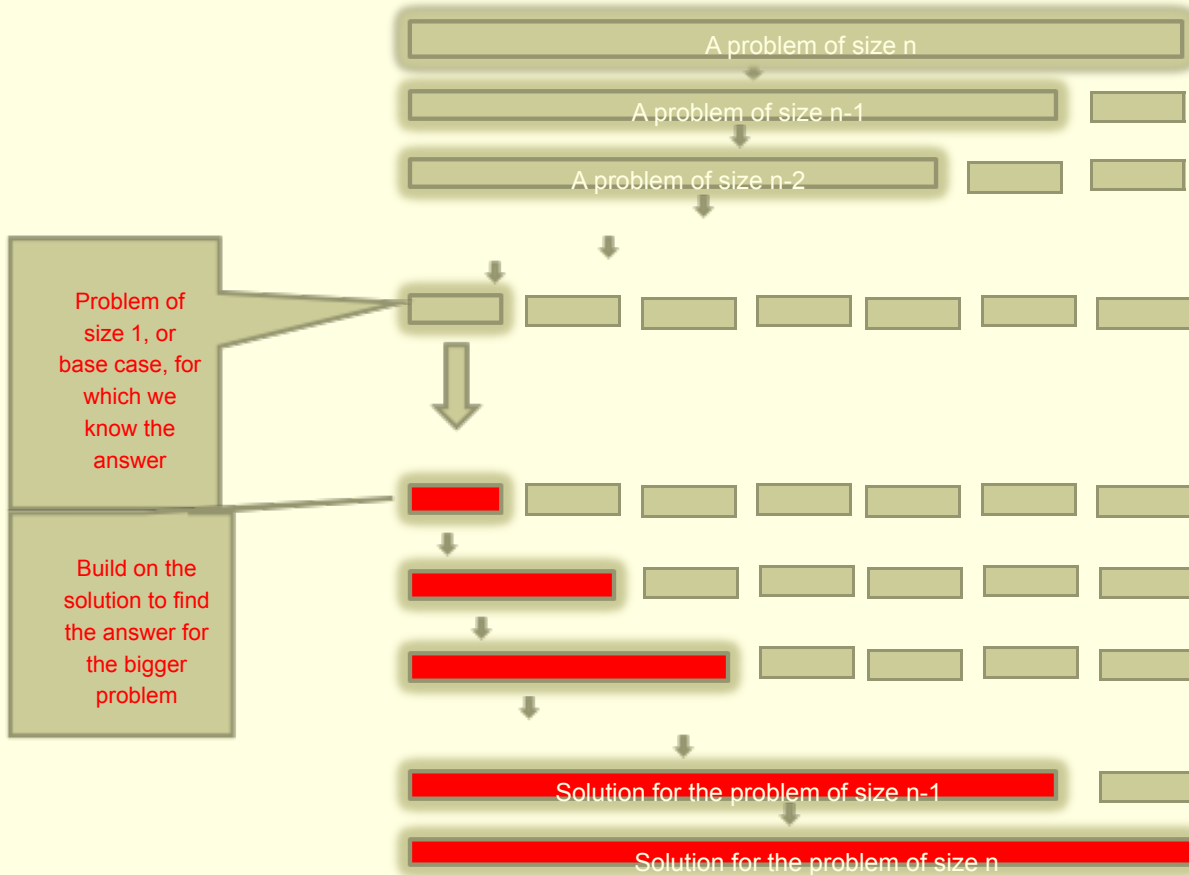 A problem of size n
A problem of size n-1
A problem of size n-2
Problem of
size 1, or
base case, for
which we
know the
answer
Build on the
solution to find
the answer for
the bigger
problem
Solution for the problem of size n-1
Solution for the problem of size n